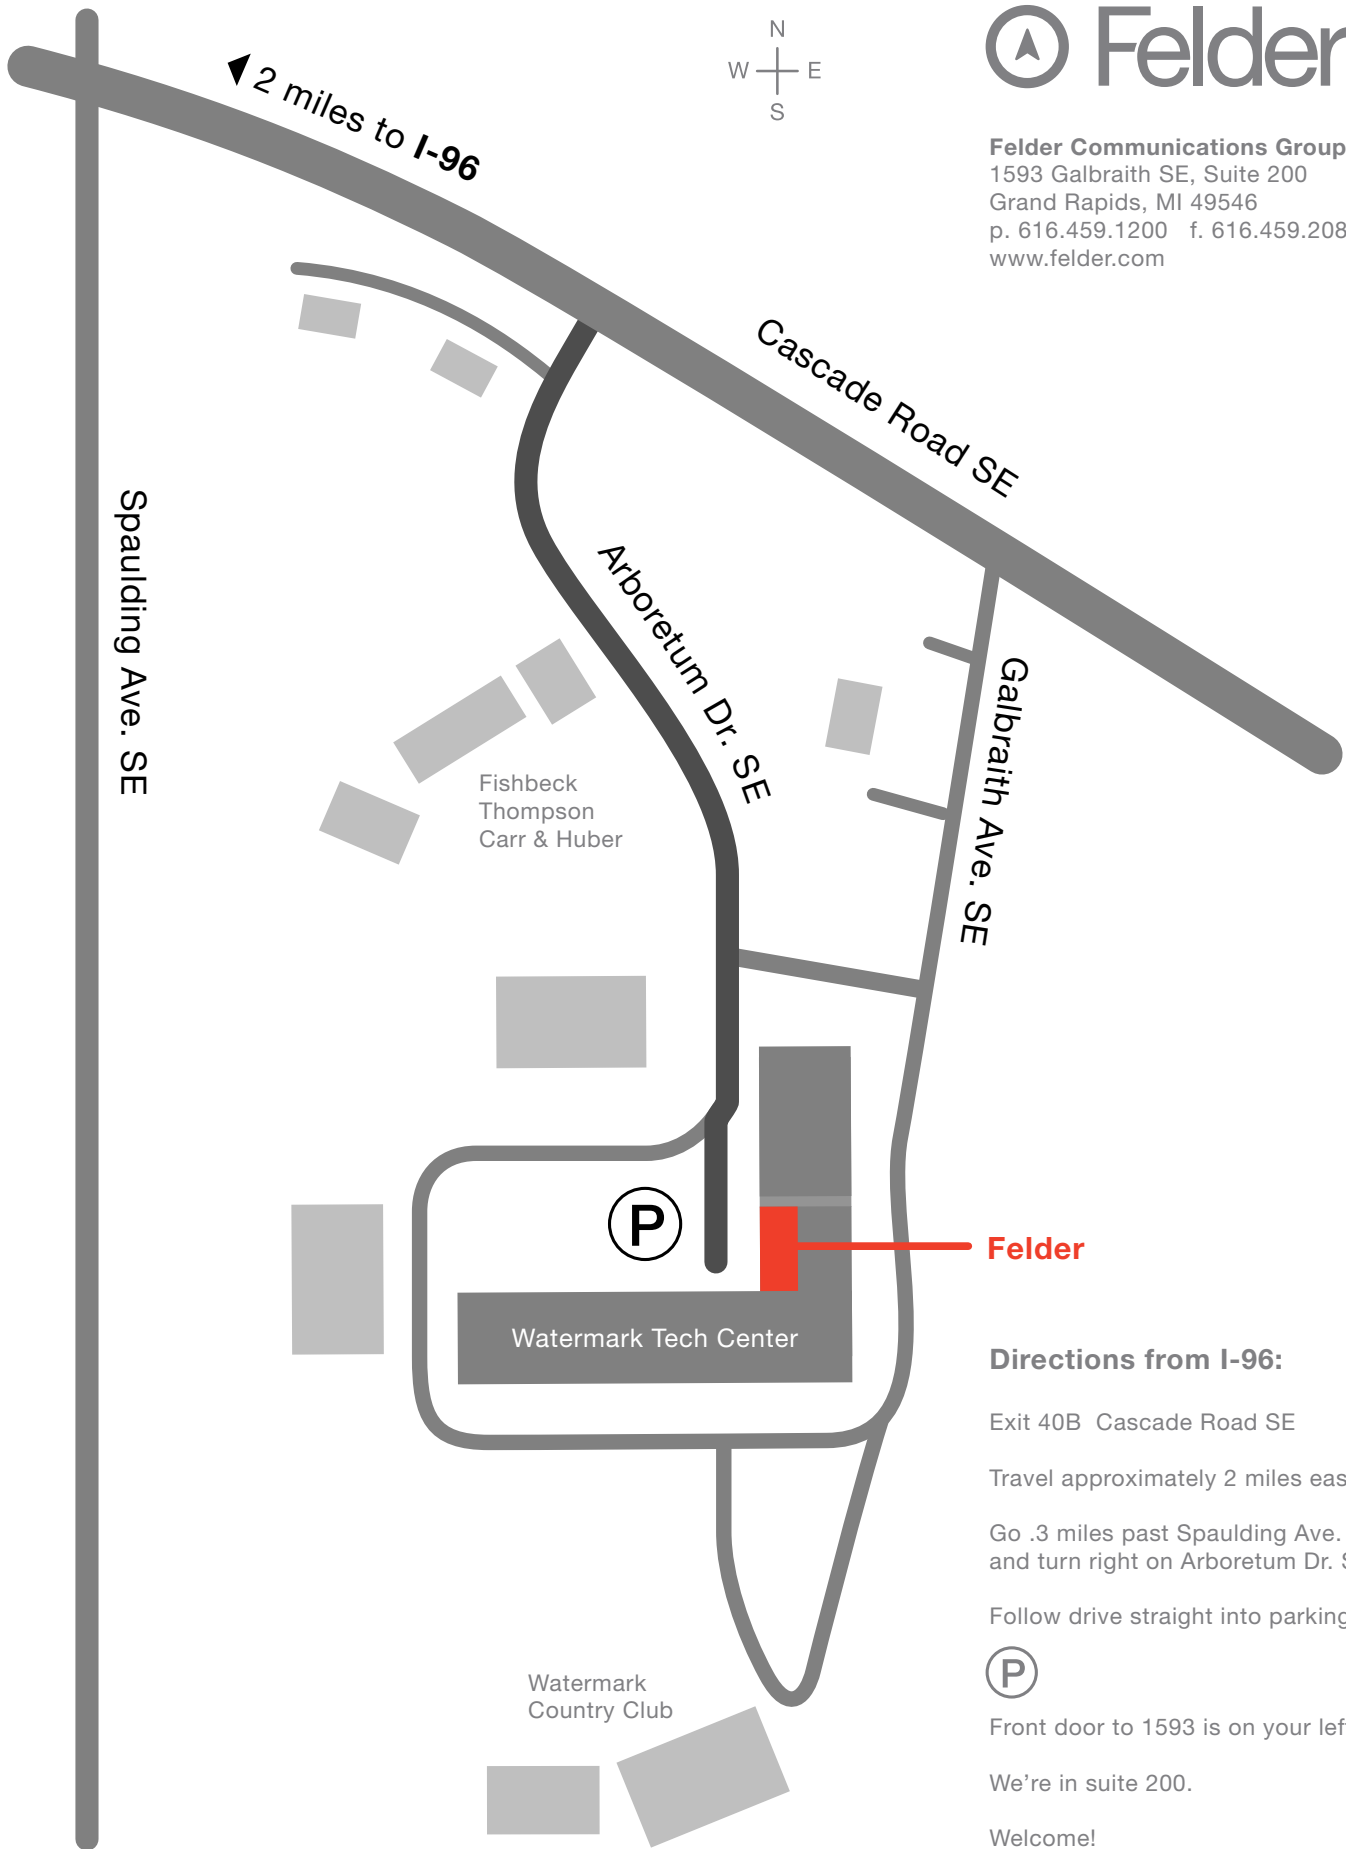 N
W E
S
Felder
Felder Communications Group
1593 Galbraith SE, Suite 200
Grand Rapids, MI 49546
p. 616.459.1200 f. 616.459.208
www.felder.com
2 miles to I-96
Cascade Road SE
Spaulding Ave. SE
Arboretum Dr. SE
Galbraith Ave. SE
Fishbeck
Thompson
Carr & Huber
P
Felder
Watermark Tech Center
Directions from I-96:
Exit 40B Cascade Road SE
Travel approximately 2 miles eas
Go .3 miles past Spaulding Ave.
and turn right on Arboretum Dr. S
Follow drive straight into parking
P
Front door to 1593 is on your lef
We're in suite 200.
Welcome!
Watermark
Country Club